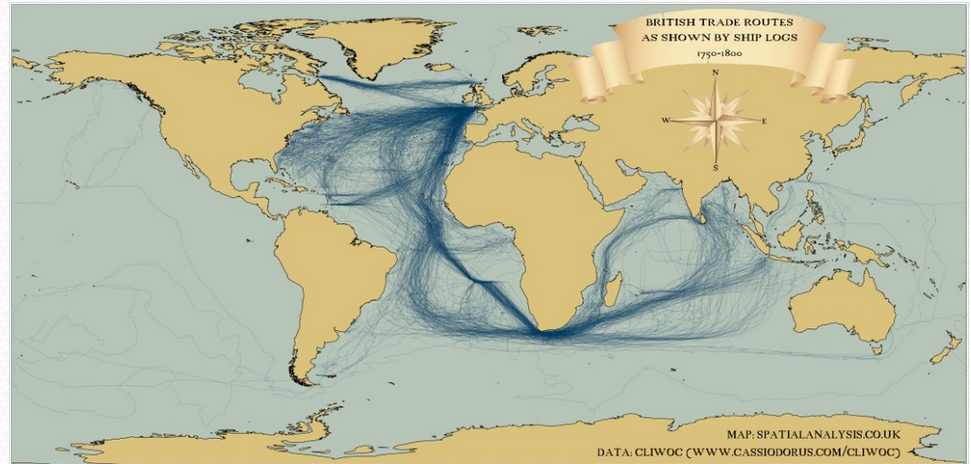 BRITISH TRADE ROUTES
AS SHOWN BY SHIP LOGS
1750-1800
N
W E
S
MAP: SPATIALANALYSIS.CO.UK
DATA: CLIWOC (WWW.CASSIODORUS.COM/CLIWOC)